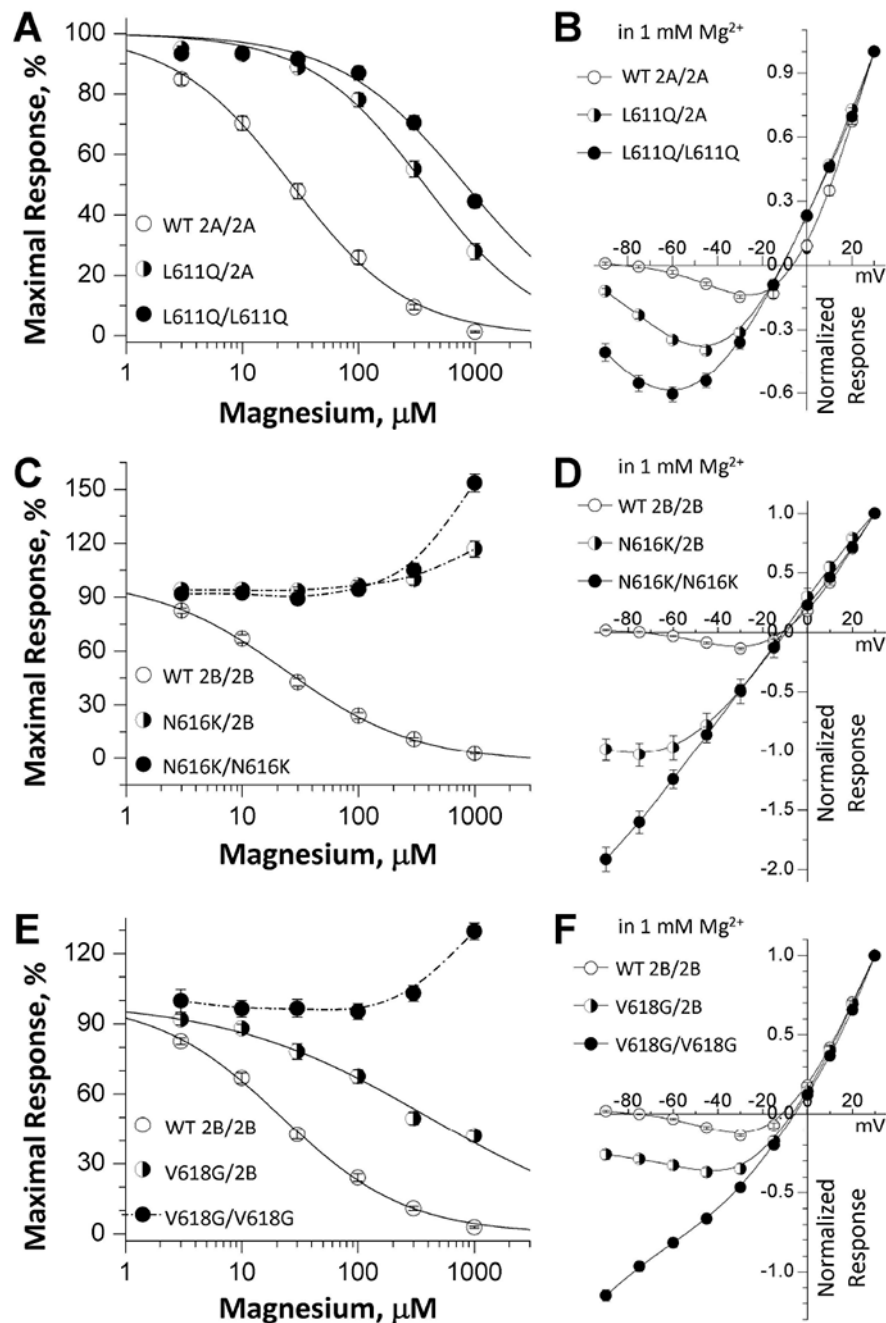 A
Maximal Response, %
100
80
60
40
20
0
WT 2A/2A
L611Q/2A
L611Q/L611Q
1 10 100 1000
Magnesium, μM
B
in 1 mM Mg²⁺
WT 2A/2A
L611Q/2A
L611Q/L611Q
0.9
0.6
0.3
0.0
-0.3
-0.6
-80 -60 -40 -20 20
mV
Normalized
Response
C
Maximal Response, %
150
120
90
60
30
0
WT 2B/2B
N616K/2B
N616K/N616K
1 10 100 1000
Magnesium, μM
D
in 1 mM Mg²⁺
WT 2B/2B
N616K/2B
N616K/N616K
1.0
0.5
0.0
-0.5
-1.0
-1.5
-2.0
-80 -60 -40 -20 20
mV
Normalized
Response
E
Maximal Response, %
120
90
60
30
0
WT 2B/2B
V618G/2B
V618G/V618G
1 10 100 1000
Magnesium, μM
F
in 1 mM Mg²⁺
WT 2B/2B
V618G/2B
V618G/V618G
1.0
0.5
0.0
-0.5
-1.0
-80 -60 -40 -20 20
mV
Normalized
Response